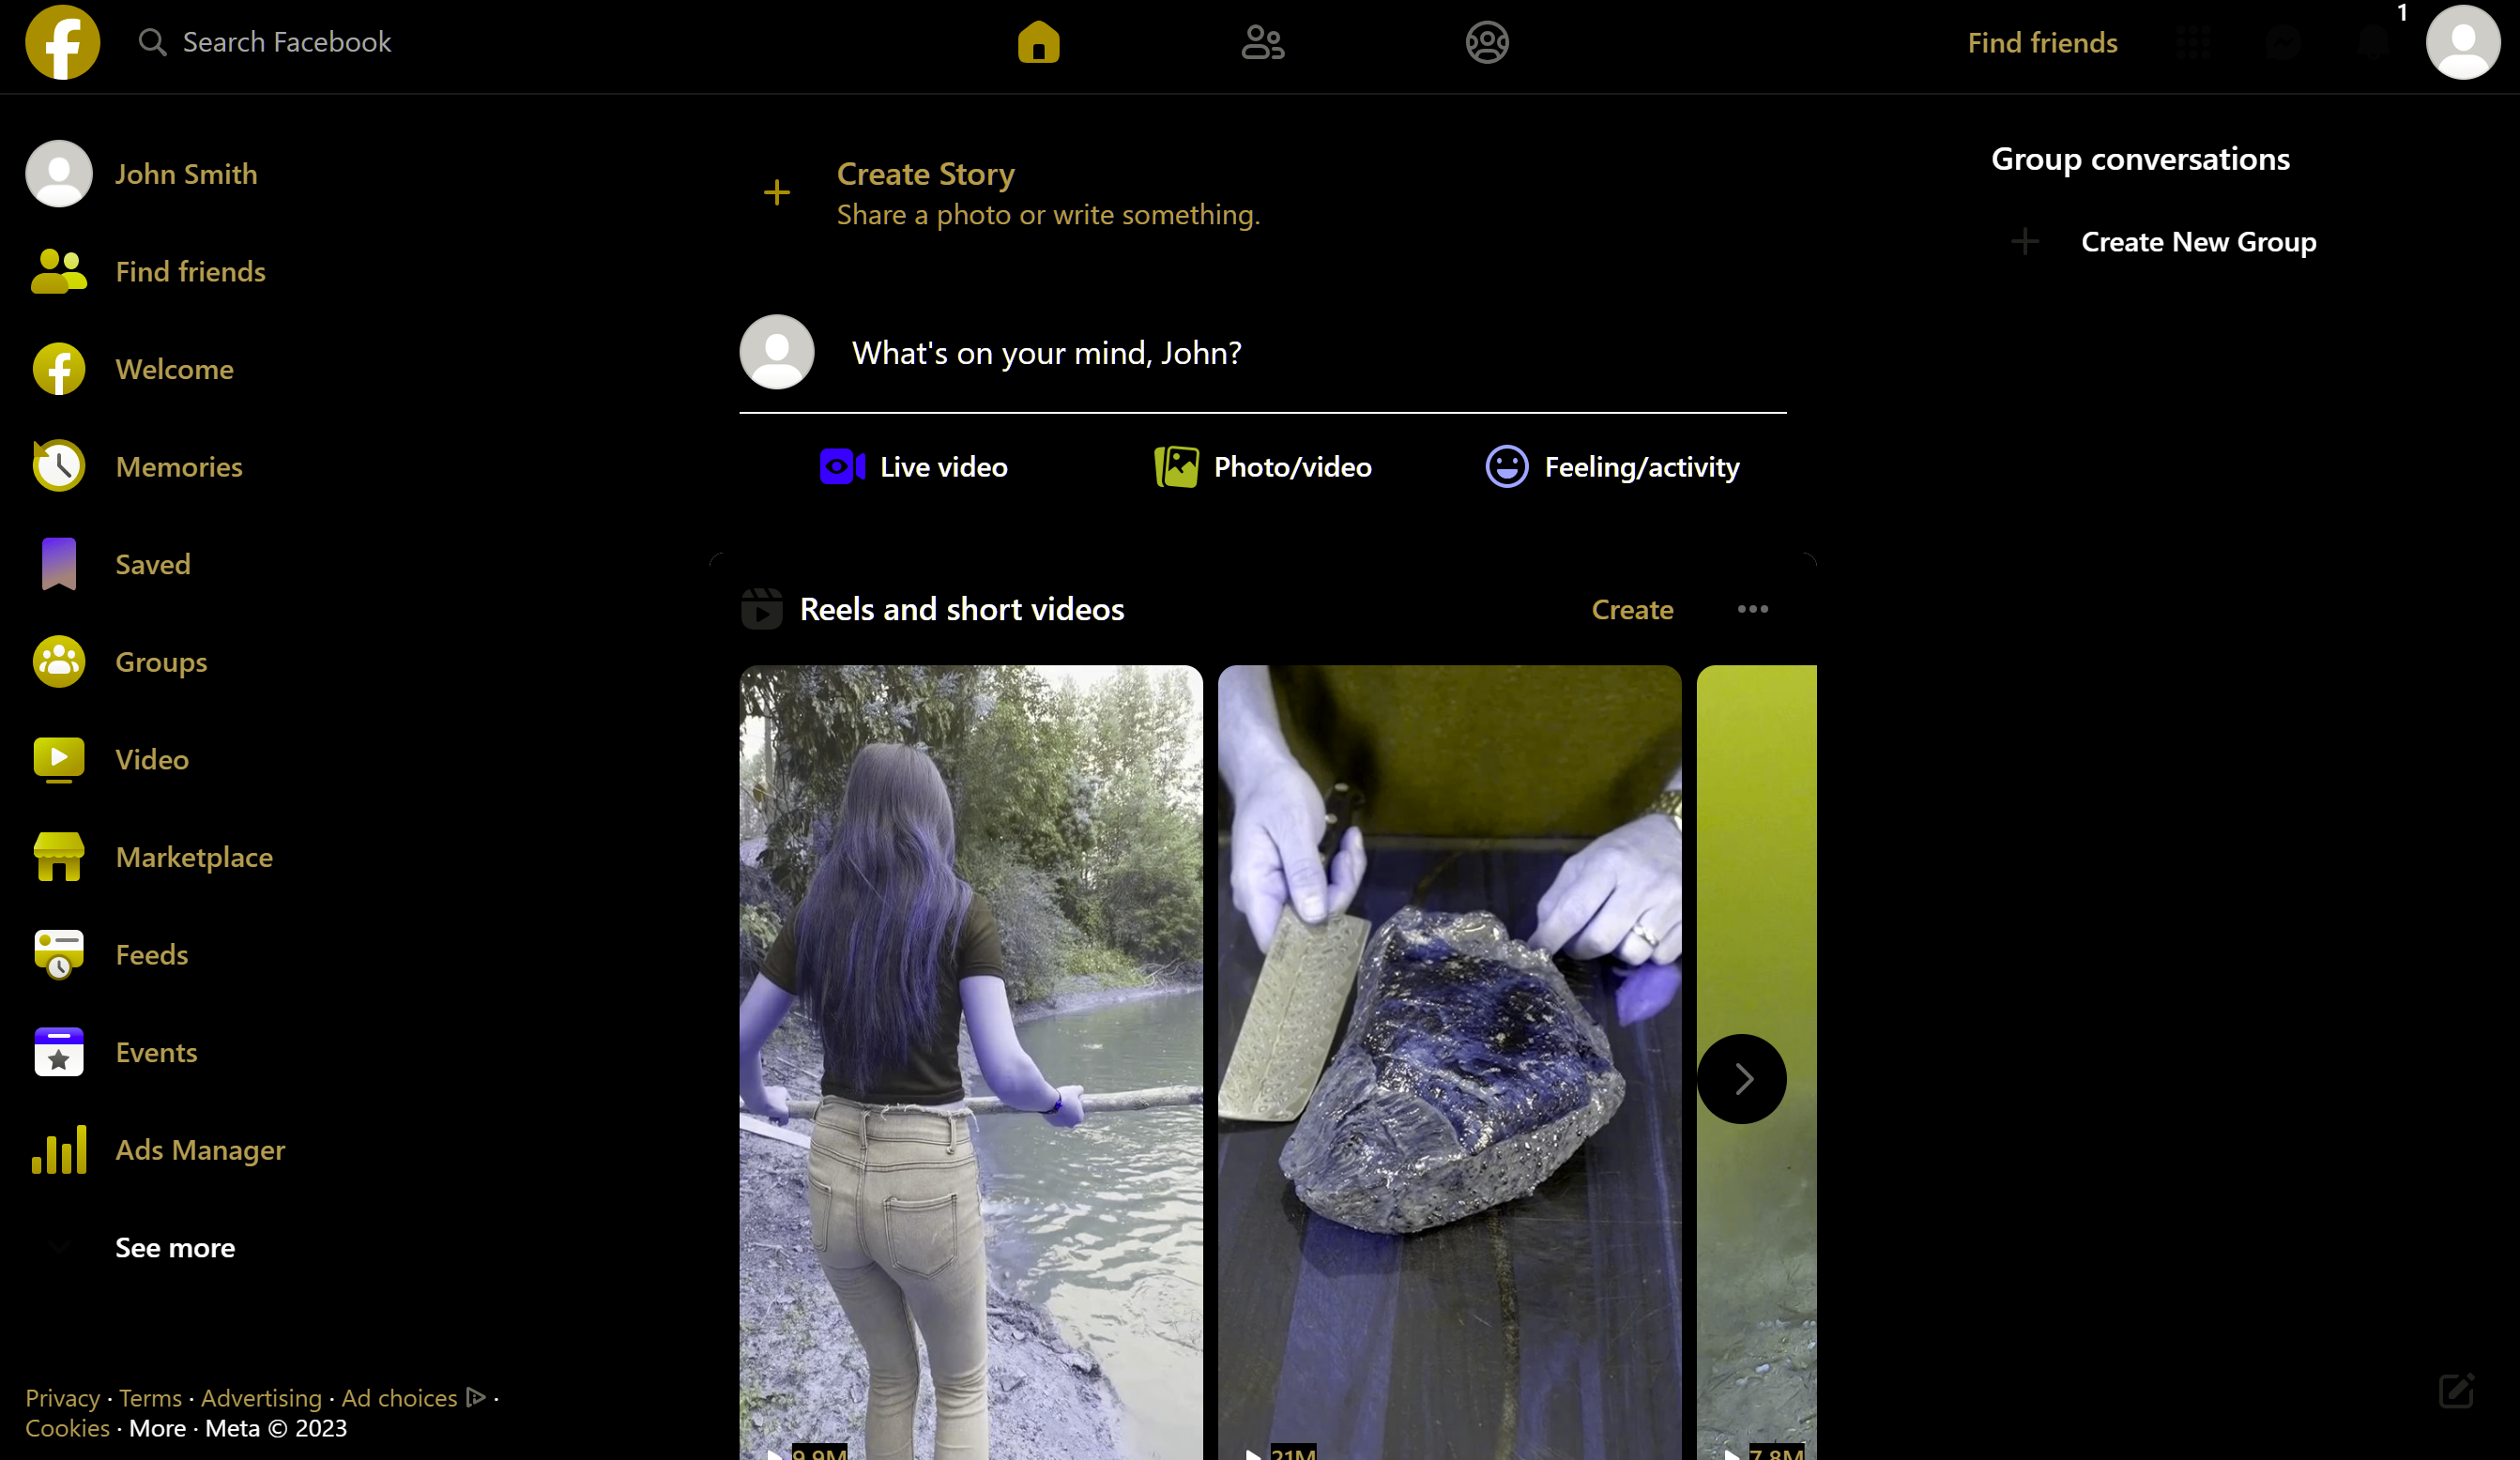 Search Facebook
Find friends
1
John Smith
Find friends
Welcome
Memories
Saved
Groups
Video
Marketplace
Feeds
Events
Ads Manager
See more
Privacy · Terms · Advertising · Ad choices ·
Cookies · More · Meta © 2023
Create Story
Share a photo or write something.
What's on your mind, John?
Live video
Photo/video
Feeling/activity
Reels and short videos
Create
9.9M
21M
7.8M
Group conversations
Create New Group